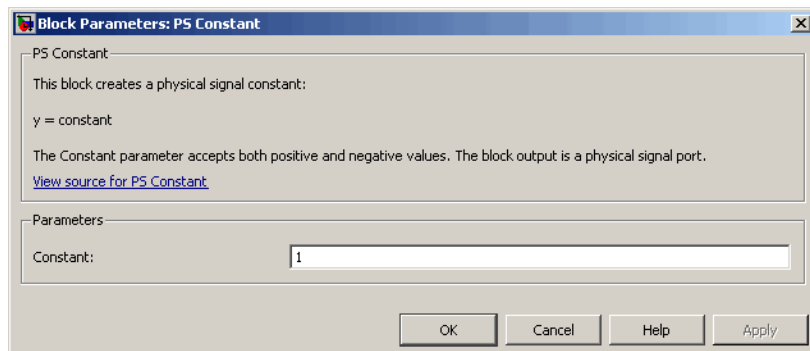 Block Parameters: PS Constant
PS Constant
This block creates a physical signal constant:
y = constant
The Constant parameter accepts both positive and negative values. The block output is a physical signal port.
View source for PS Constant
Parameters
Constant:
1
OK
Cancel
Help
Apply